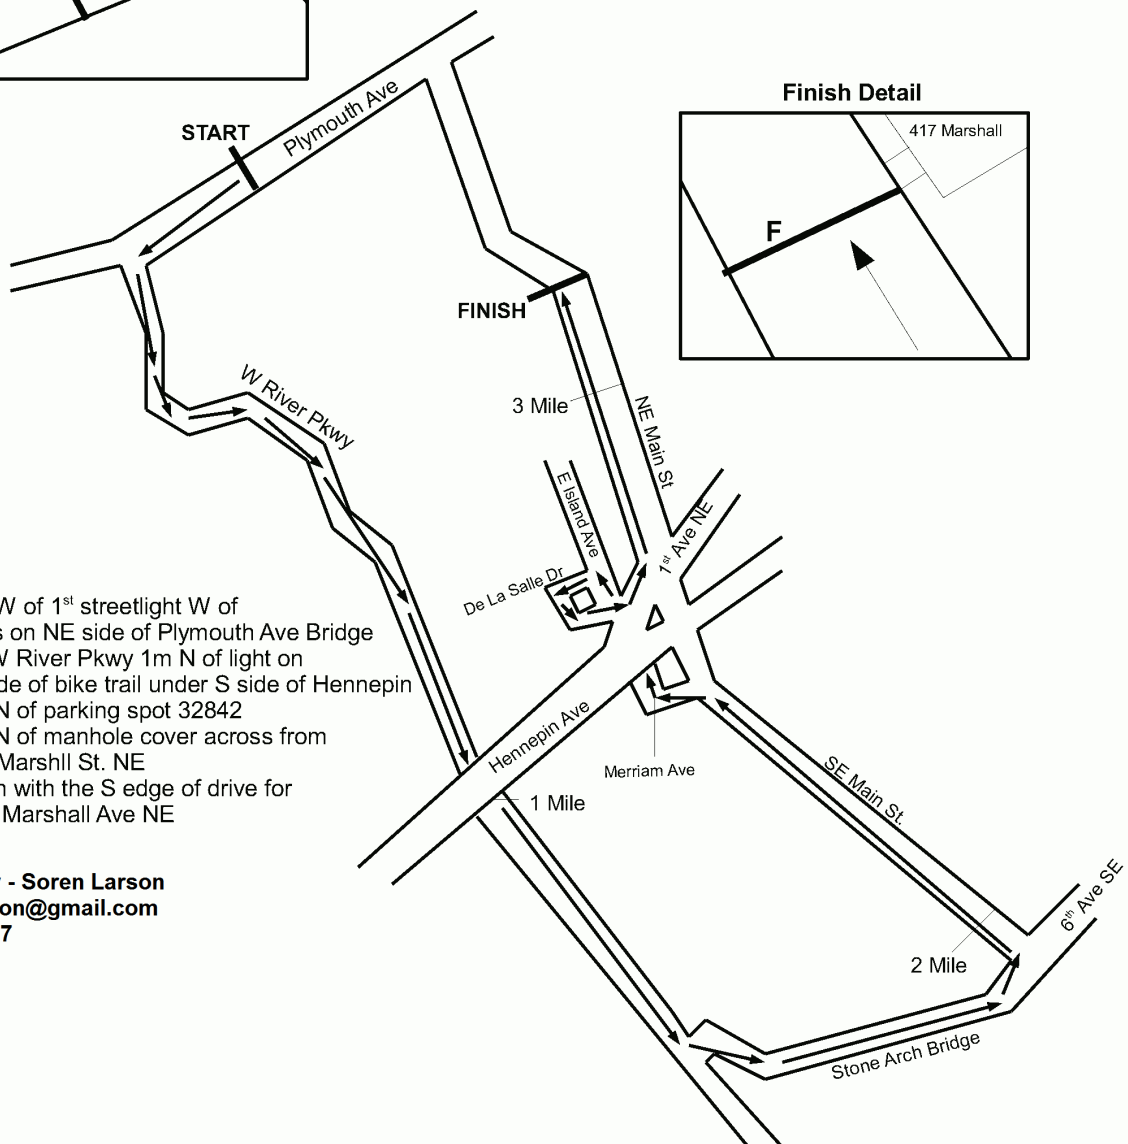 Finish Detail
417 Marshall
F
START
Plymouth Ave
FINISH
W River Pkwy
3 Mile
NE Main St
E Island Ave
1st Ave NE
De La Salle Dr
Hennepin Ave
Merriam Ave
1 Mile
SE Main St.
6th Ave SE
2 Mile
Stone Arch Bridge
W of 1st streetlight W of
on NE side of Plymouth Ave Bridge
W River Pkwy 1m N of light on
de of bike trail under S side of Hennepin
N of parking spot 32842
N of manhole cover across from
Marshll St. NE
with the S edge of drive for
Marshall Ave NE
- Soren Larson
on@gmail.com
7